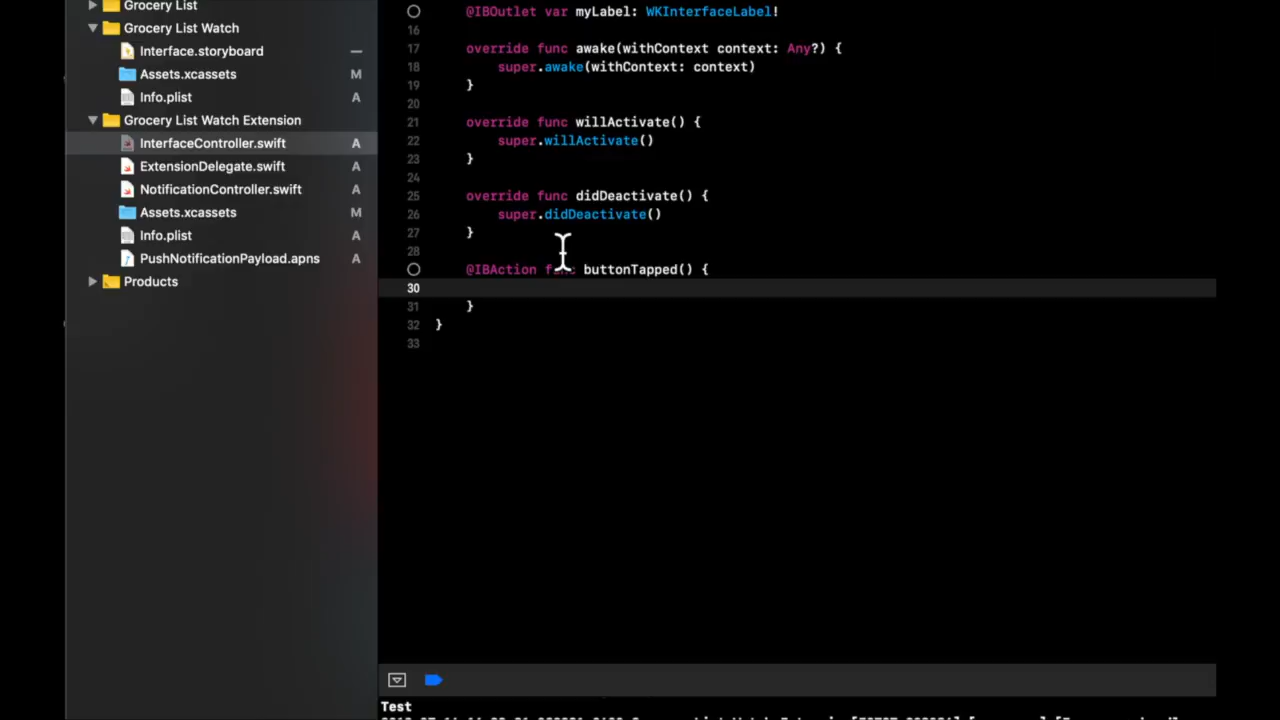 Grocery List
Grocery List Watch
Interface.storyboard —
Assets.xcassets M
Info.plist A
Grocery List Watch Extension
InterfaceController.swift A
ExtensionDelegate.swift A
NotificationController.swift A
Assets.xcassets M
Info.plist A
PushNotificationPayload.apns A
Products
@IBOutlet var myLabel: WKInterfaceLabel!
16
17 override func awake(withContext context: Any?) {
18 super.awake(withContext: context)
19 }
20
21 override func willActivate() {
22 super.willActivate()
23 }
24
25 override func didDeactivate() {
26 super.didDeactivate()
27 }
28
@IBAction func buttonTapped() {
30
31 }
32 }
33
Test